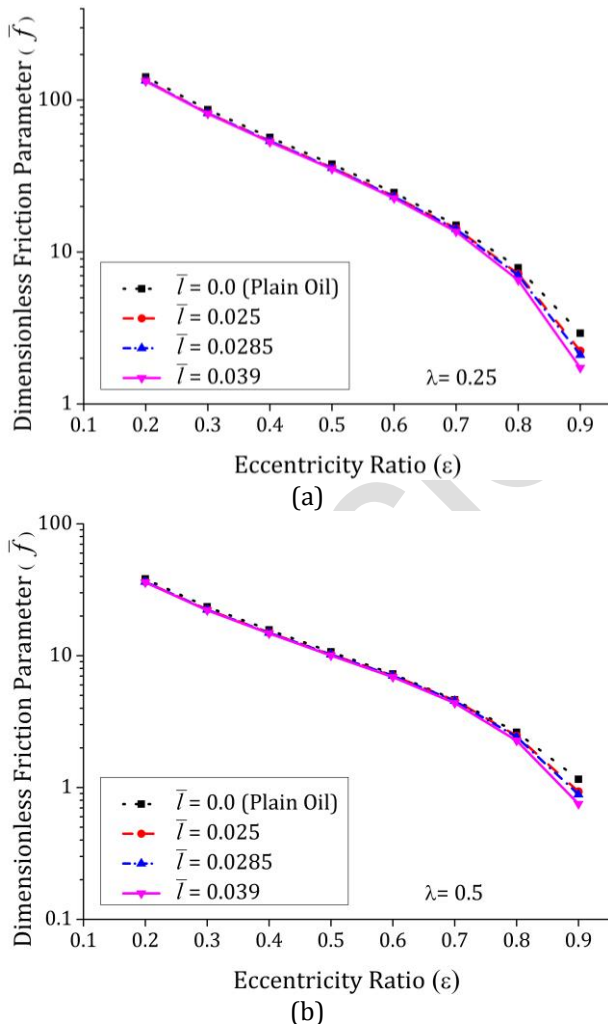 Dimensionless Friction Parameter ( f̅ )
100
10
1
l̅ = 0.0 (Plain Oil)
l̅ = 0.025
l̅ = 0.0285
l̅ = 0.039
λ= 0.25
0.1 0.2 0.3 0.4 0.5 0.6 0.7 0.8 0.9
Eccentricity Ratio (ε)
(a)
Dimensionless Friction Parameter ( f̅ )
100
10
1
0.1
l̅ = 0.0 (Plain Oil)
l̅ = 0.025
l̅ = 0.0285
l̅ = 0.039
λ= 0.5
0.1 0.2 0.3 0.4 0.5 0.6 0.7 0.8 0.9
Eccentricity Ratio (ε)
(b)